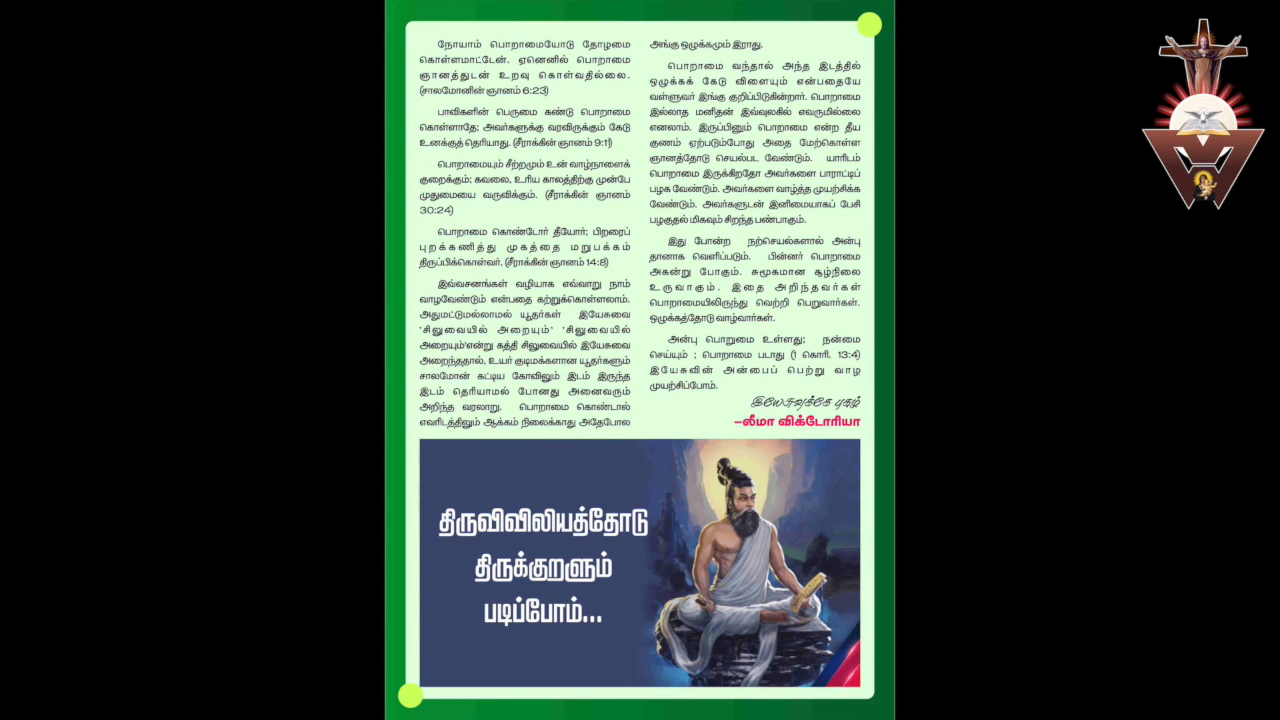 நோயாம் பொறாமையோடு தோழமை
கொள்ளமாட்டேன். ஏனெனில் பொறாமை
ஞானத்துடன் உறவு கொள்வதில்லை.
(சாலமோனின் ஞானம் 6:23)
பாவிகளின் பெருமை கண்டு பொறாமை
கொள்ளாதே; அவர்களுக்கு வரவிருக்கும் கேடு
உனக்குத் தெரியாது. (சீராக்கின் ஞானம் 9:11)
பொறாமையும் சீற்றமும் உன் வாழ்நாளைக்
குறைக்கும்; கவலை, உரிய காலத்திற்கு முன்பே
முதுமையை வருவிக்கும். (சீராக்கின் ஞானம்
30:24)
பொறாமை கொண்டோர் தீயோர்; பிறரைப்
புறக்கணித்து முகத்தை மறுபக்கம்
திருப்பிக்கொள்வர். (சீராக்கின் ஞானம் 14:8)
இவ்வசனங்கள் வழியாக எவ்வாறு நாம்
வாழவேண்டும் என்பதை கற்றுக்கொள்ளலாம்.
அதுமட்டுமல்லாமல் யூதர்கள் இயேசுவை
'சிலுவையில் அறையும்' 'சிலுவையில்
அறையும்'என்று கத்தி சிலுவையில் இயேசுவை
அறைந்ததால், உயர் குடிமக்களான யூதர்களும்
சாலமோன் கட்டிய கோவிலும் இடம் இருந்த
இடம் தெரியாமல் போனது அனைவரும்
அறிந்த வரலாறு. பொறாமை கொண்டால்
எவரிடத்திலும் ஆக்கம் நிலைக்காது அதேபோல
அங்கு ஒழுக்கமும் இராது.
பொறாமை வந்தால் அந்த இடத்தில்
ஒழுக்கக் கேடு விளையும் என்பதையே
வள்ளுவர் இங்கு குறிப்பிடுகின்றார். பொறாமை
இல்லாத மனிதன் இவ்வுலகில் எவருமில்லை
எனலாம். இருப்பினும் பொறாமை என்ற தீய
குணம் ஏற்படும்போது அதை மேற்கொள்ள
ஞானத்தோடு செயல்பட வேண்டும். யாரிடம்
பொறாமை இருக்கிறதோ அவர்களை பாராட்டிப்
பழக வேண்டும். அவர்களை வாழ்த்த முயற்சிக்க
வேண்டும். அவர்களுடன் இனிமையாகப் பேசி
பழகுதல் மிகவும் சிறந்த பண்பாகும்.
இது போன்ற நற்செயல்களால் அன்பு
தானாக வெளிப்படும். பின்னர் பொறாமை
அகன்று போகும். சுமூகமான சூழ்நிலை
உருவாகும். இதை அறிந்தவர்கள்
பொறாமையிலிருந்து வெற்றி பெறுவார்கள்.
ஒழுக்கத்தோடு வாழ்வார்கள்.
அன்பு பொறுமை உள்ளது; நன்மை
செய்யும் ; பொறாமை படாது (1 கொரி. 13:4)
இயேசுவின் அன்பைப் பெற்று வாழ
முயற்சிப்போம்.
இயேசுவுக்கே புகழ்
–லீமா விக்டோரியா
திருவிவிலியத்தோடு
திருக்குறளும்
படிப்போம்...